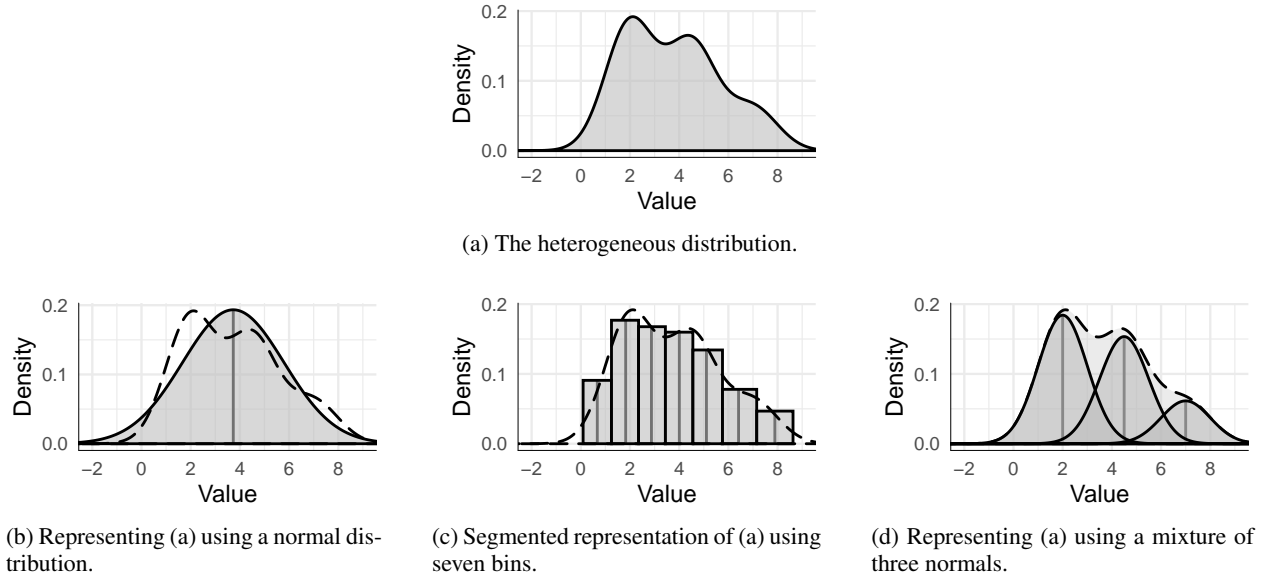 0.2
0.1
0.0
Density
−2 0 2 4 6 8
Value
(a) The heterogeneous distribution.
0.2
0.1
0.0
Density
−2 0 2 4 6 8
Value
(b) Representing (a) using a normal dis-
tribution.
0.2
0.1
0.0
Density
−2 0 2 4 6 8
Value
(c) Segmented representation of (a) using
seven bins.
0.2
0.1
0.0
Density
−2 0 2 4 6 8
Value
(d) Representing (a) using a mixture of
three normals.